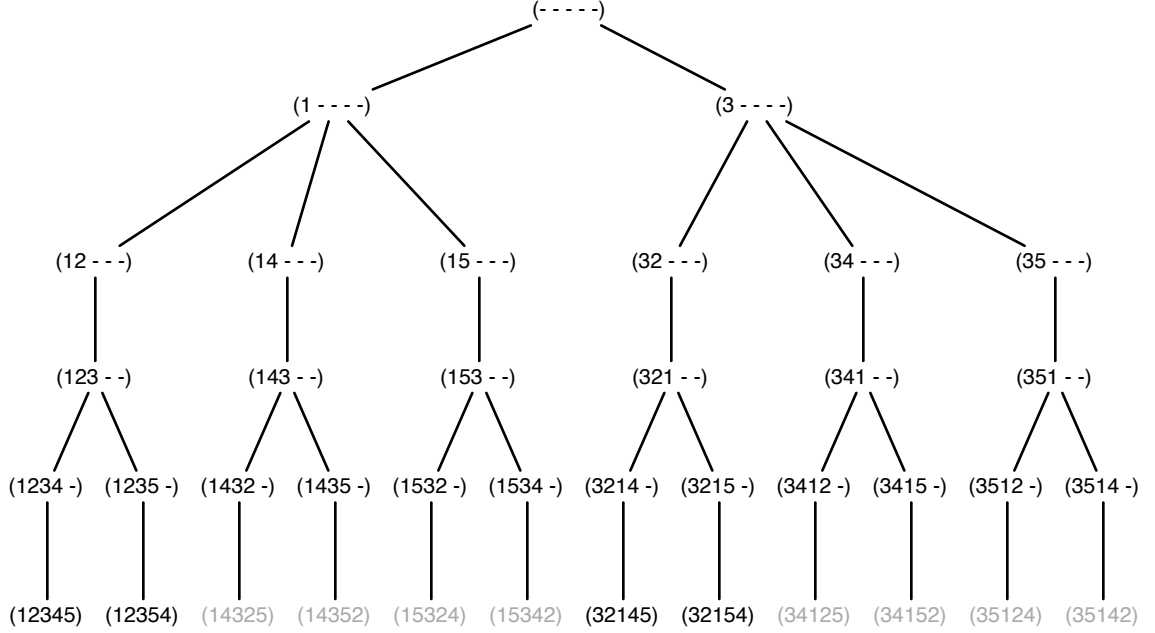 (- - - - -)
(1 - - - -) (3 - - - -)
(12 - - -) (14 - - -) (15 - - -) (32 - - -) (34 - - -) (35 - - -)
(123 - -) (143 - -) (153 - -) (321 - -) (341 - -) (351 - -)
(1234 -) (1235 -) (1432 -) (1435 -) (1532 -) (1534 -) (3214 -) (3215 -) (3412 -) (3415 -) (3512 -) (3514 -)
(12345) (12354) (14325) (14352) (15324) (15342) (32145) (32154) (34125) (34152) (35124) (35142)